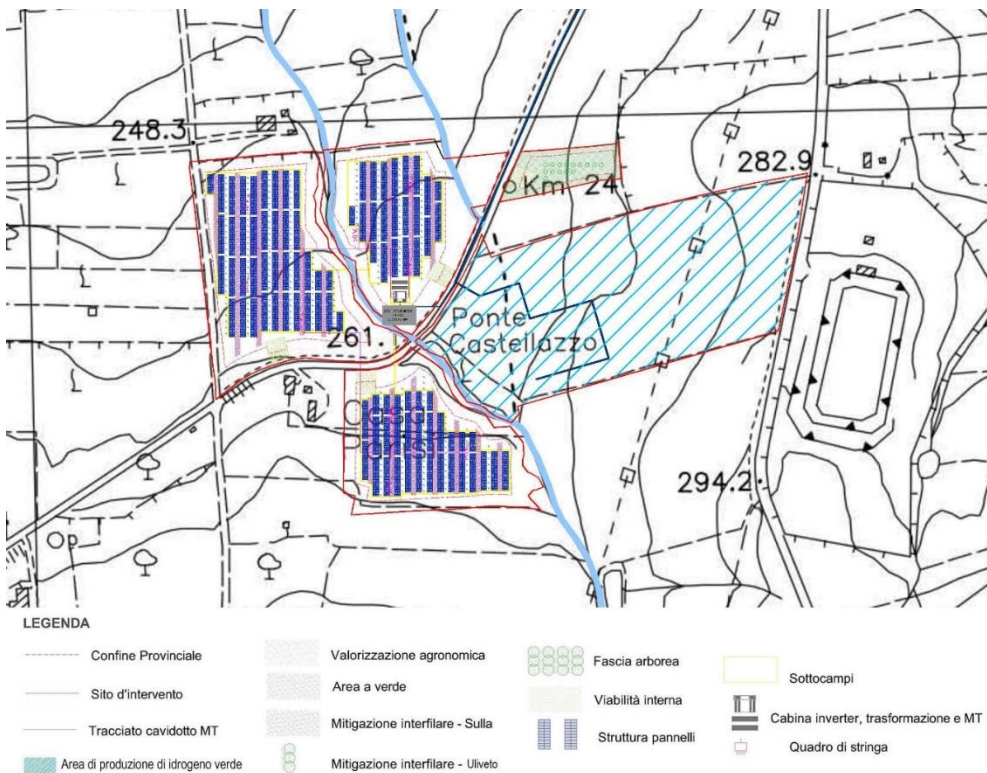 248.3
Km 24
282.9
Ponte
Castellazzo
261.
294.2
LEGENDA
Confine Provinciale
Sito d'intervento
Tracciato cavidotto MT
Area di produzione di idrogeno verde
Valorizzazione agronomica
Area a verde
Mitigazione interfilare - Sulla
Mitigazione interfilare - Uliveto
Fascia arborea
Viabilità interna
Struttura pannelli
Sottocampi
Cabina inverter, trasformazione e MT
Quadro di stringa